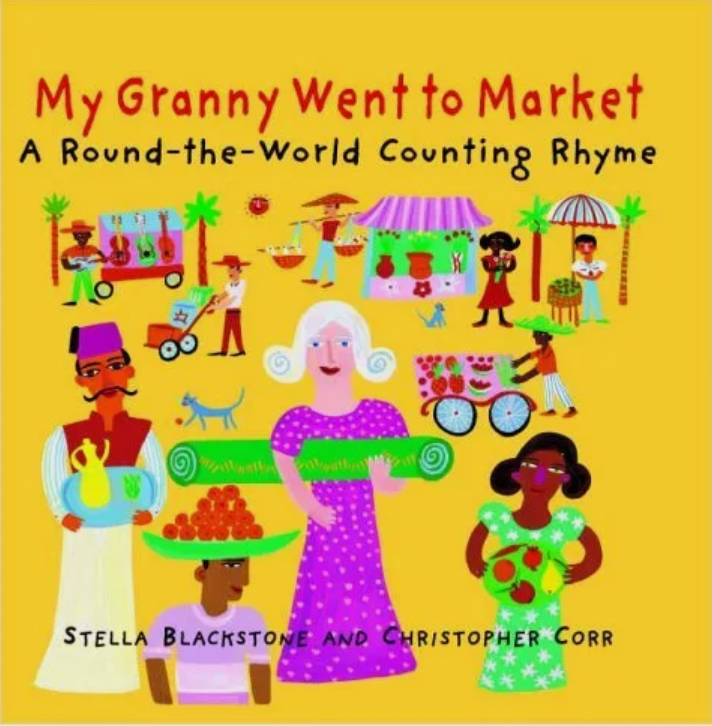 My Granny Went to Market
A Round-the-World Counting Rhyme
STELLA BLACKSTONE AND CHRISTOPHER CORR